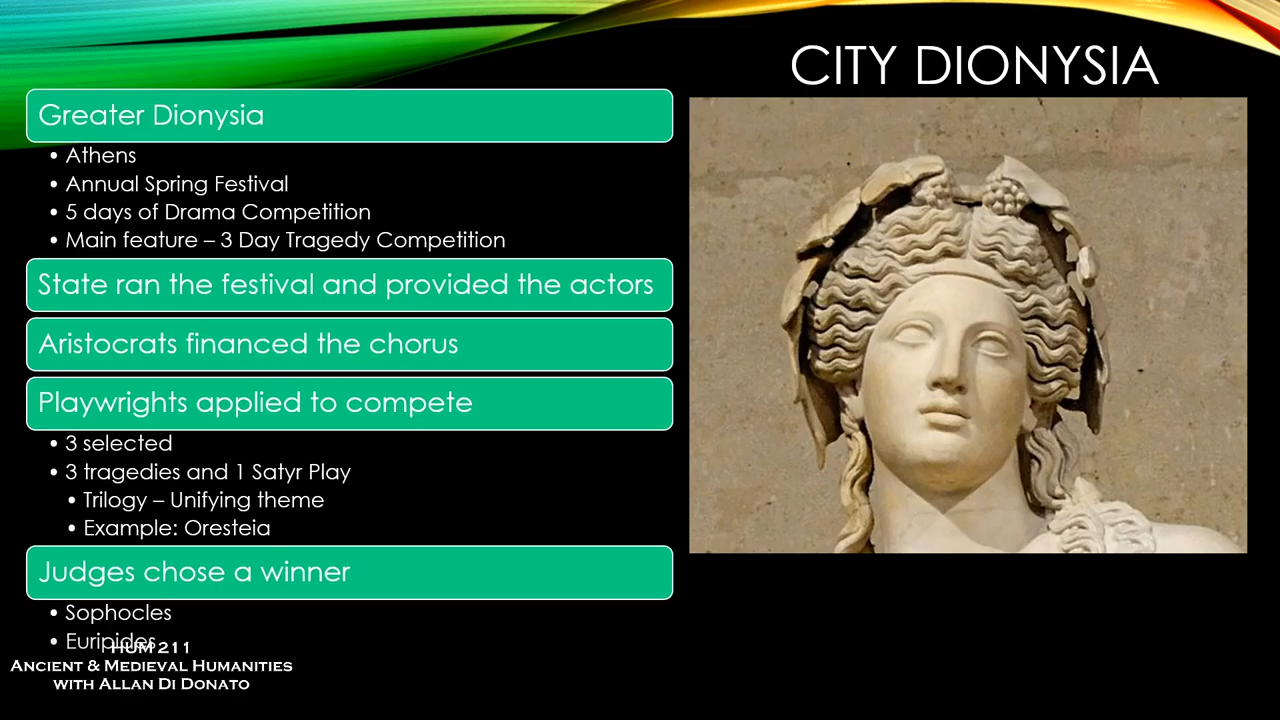 CITY DIONYSIA
Greater Dionysia
• Athens
• Annual Spring Festival
• 5 days of Drama Competition
• Main feature – 3 Day Tragedy Competition
State ran the festival and provided the actors
Aristocrats financed the chorus
Playwrights applied to compete
• 3 selected
• 3 tragedies and 1 Satyr Play
• Trilogy – Unifying theme
• Example: Oresteia
Judges chose a winner
• Sophocles
• Euripides
HUM 211
Ancient & Medieval Humanities
with Allan Di Donato